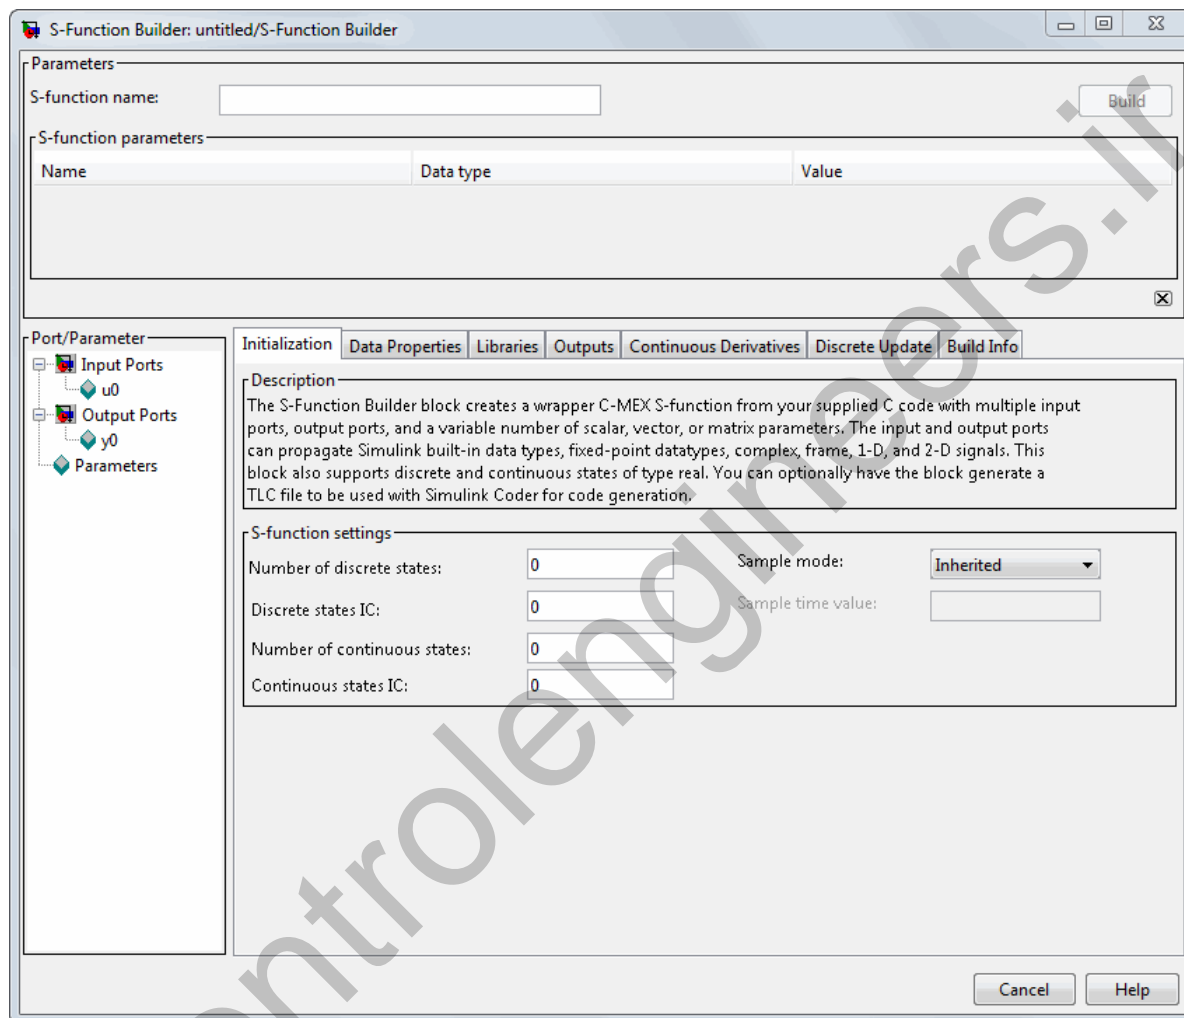 S-Function Builder: untitled/S-Function Builder
Parameters
S-function name:
Build
S-function parameters
Name Data type Value
Port/Parameter
Input Ports
u0
Output Ports
y0
Parameters
Initialization Data Properties Libraries Outputs Continuous Derivatives Discrete Update Build Info
Description
The S-Function Builder block creates a wrapper C-MEX S-function from your supplied C code with multiple input
ports, output ports, and a variable number of scalar, vector, or matrix parameters. The input and output ports
can propagate Simulink built-in data types, fixed-point datatypes, complex, frame, 1-D, and 2-D signals. This
block also supports discrete and continuous states of type real. You can optionally have the block generate a
TLC file to be used with Simulink Coder for code generation.
S-function settings
Number of discrete states: 0 Sample mode: Inherited
Discrete states IC: 0 Sample time value:
Number of continuous states: 0
Continuous states IC: 0
Cancel Help
ontrolengineers.ir